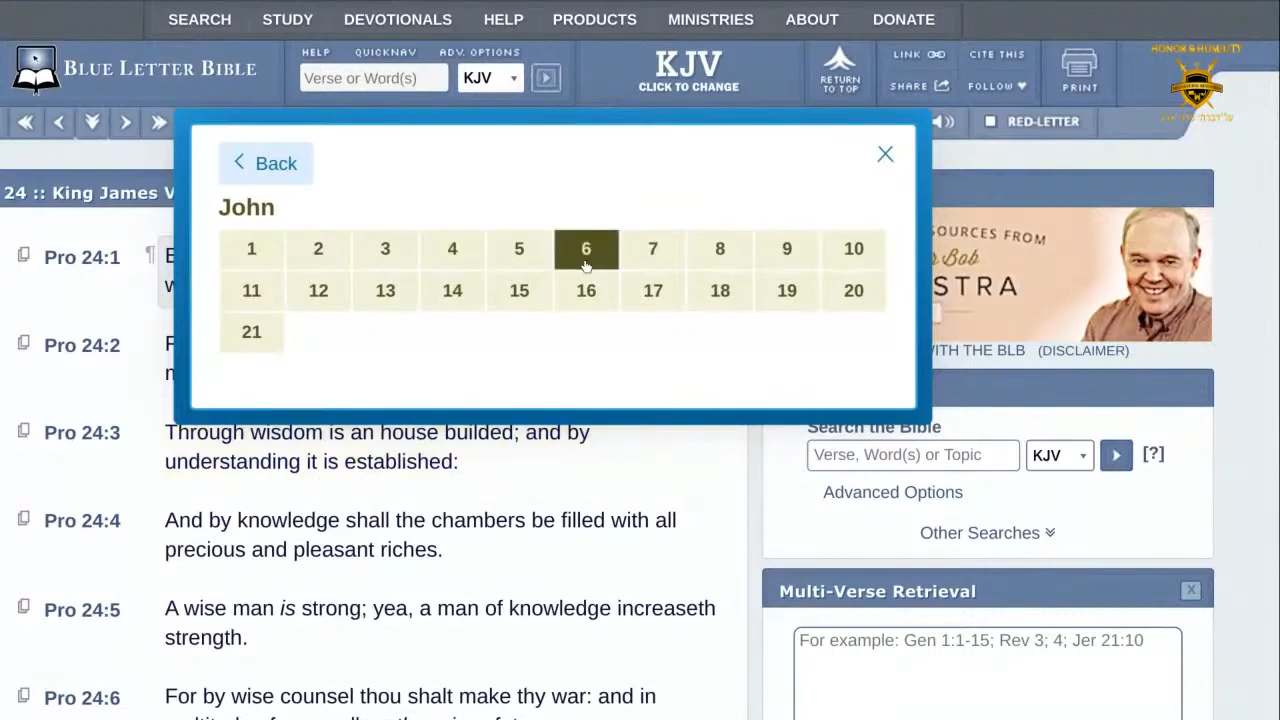 SEARCH STUDY DEVOTIONALS HELP PRODUCTS MINISTRIES ABOUT DONATE
BLUE LETTER BIBLE
HELP QUICKNAV ADV. OPTIONS
Verse or Word(s) KJV
KJV
CLICK TO CHANGE
RETURN
TO TOP
LINK CITE THIS
SHARE FOLLOW
PRINT
HONOR & HUMILITY
RED-LETTER
Back
John
1 2 3 4 5 6 7 8 9 10
11 12 13 14 15 16 17 18 19 20
21
24 :: King James V
Pro 24:1 ¶ E
w
Pro 24:2 F
m
Pro 24:3 Through wisdom is an house builded; and by
understanding it is established:
Pro 24:4 And by knowledge shall the chambers be filled with all
precious and pleasant riches.
Pro 24:5 A wise man is strong; yea, a man of knowledge increaseth
strength.
Pro 24:6 For by wise counsel thou shalt make thy war: and in
SOURCES FROM
Bob
STRA
WITH THE BLB (DISCLAIMER)
Search the Bible
Verse, Word(s) or Topic KJV [?]
Advanced Options
Other Searches
Multi-Verse Retrieval X
For example: Gen 1:1-15; Rev 3; 4; Jer 21:10